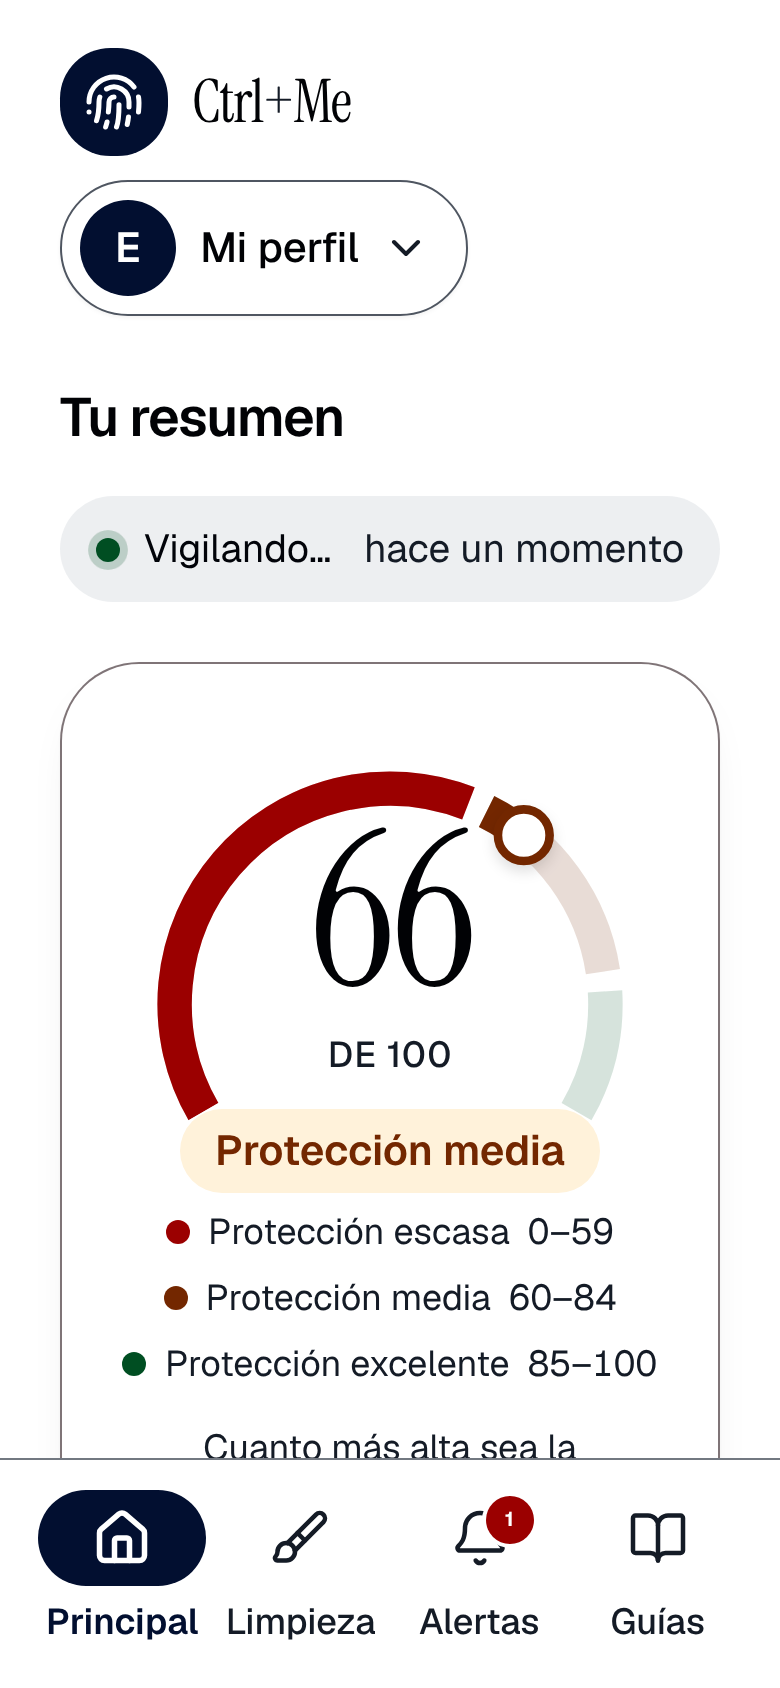 Ctrl+Me
E Mi perfil
Tu resumen
Vigilando... hace un momento
66
DE 100
Protección media
Protección escasa 0–59
Protección media 60–84
Protección excelente 85–100
Cuanto más alta sea la
1
Principal Limpieza Alertas Guías